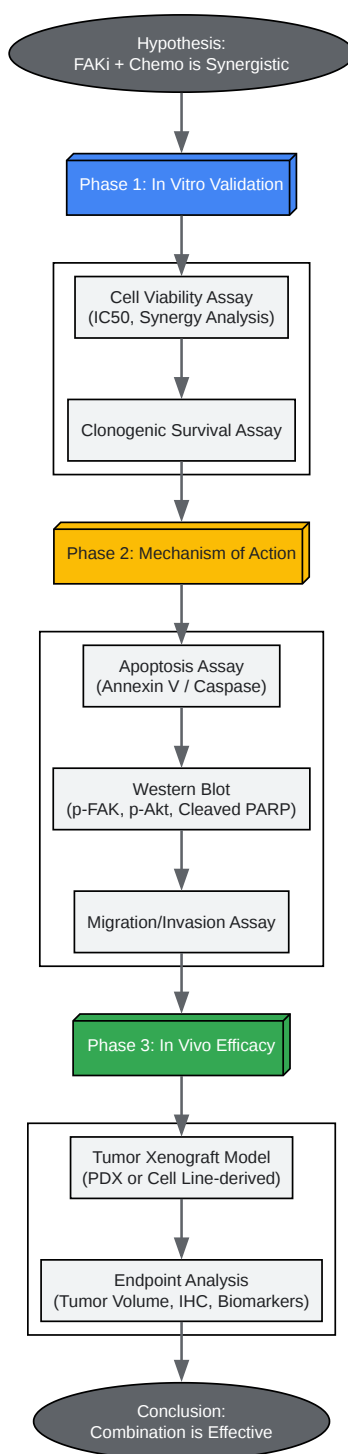 Hypothesis:
FAKi + Chemo is Synergistic
Phase 1: In Vitro Validation
Cell Viability Assay
(IC50, Synergy Analysis)
Clonogenic Survival Assay
Phase 2: Mechanism of Action
Apoptosis Assay
(Annexin V / Caspase)
Western Blot
(p-FAK, p-Akt, Cleaved PARP)
Migration/Invasion Assay
Phase 3: In Vivo Efficacy
Tumor Xenograft Model
(PDX or Cell Line-derived)
Endpoint Analysis
(Tumor Volume, IHC, Biomarkers)
Conclusion:
Combination is Effective